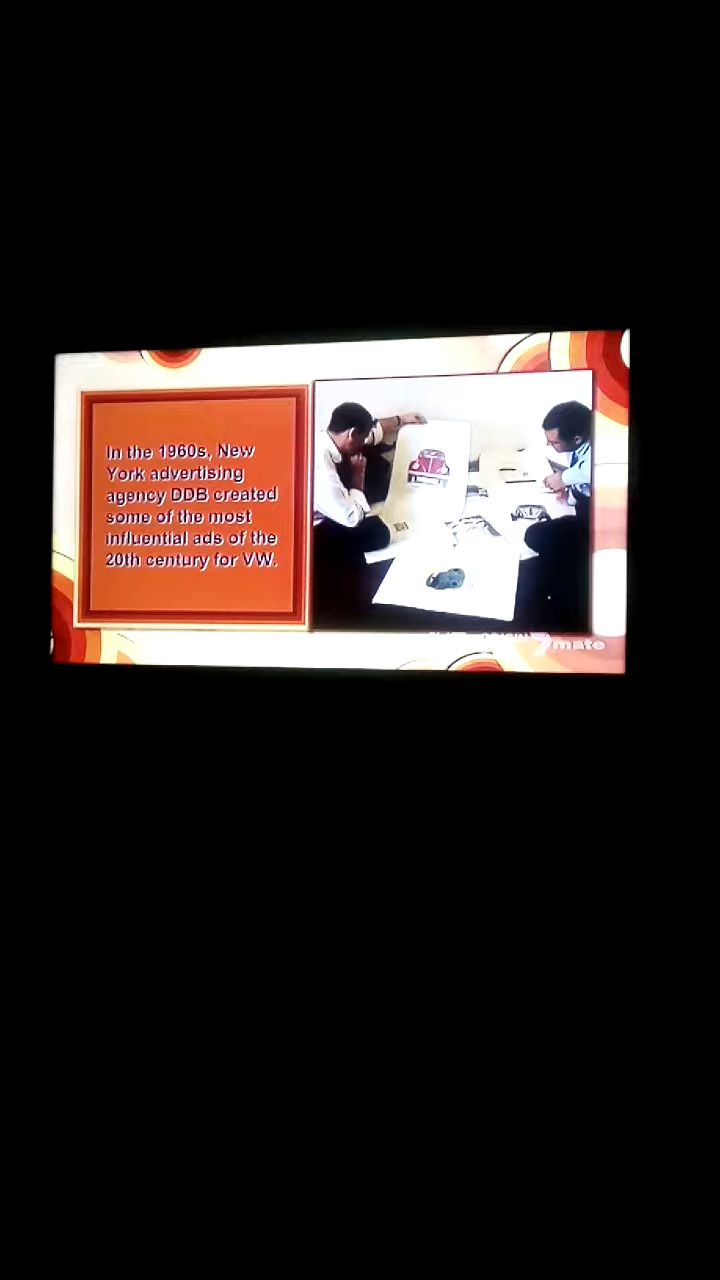 In the 1960s, New
York advertising
agency DDB created
some of the most
influential ads of the
20th century for VW.
7mate